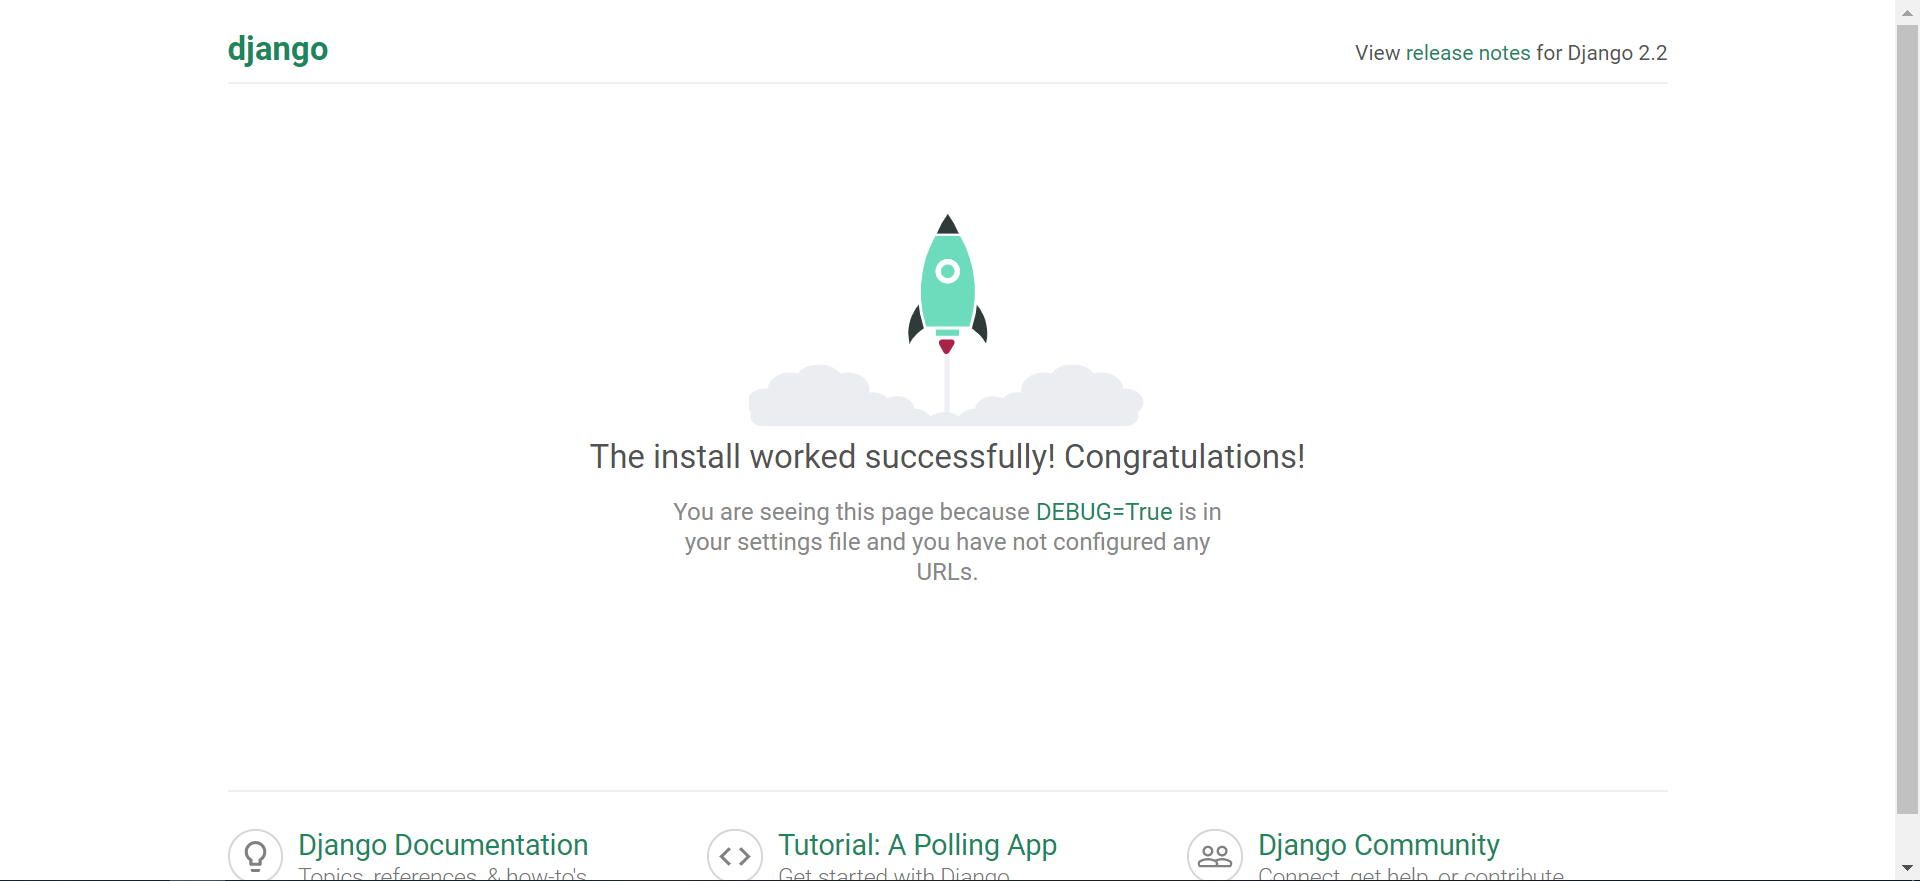 django
View release notes for Django 2.2
The install worked successfully! Congratulations!
You are seeing this page because DEBUG=True is in
your settings file and you have not configured any
URLs.
Django Documentation
Topics, references, & how-to's
Tutorial: A Polling App
Get started with Django
Django Community
Connect, get help, or contribute